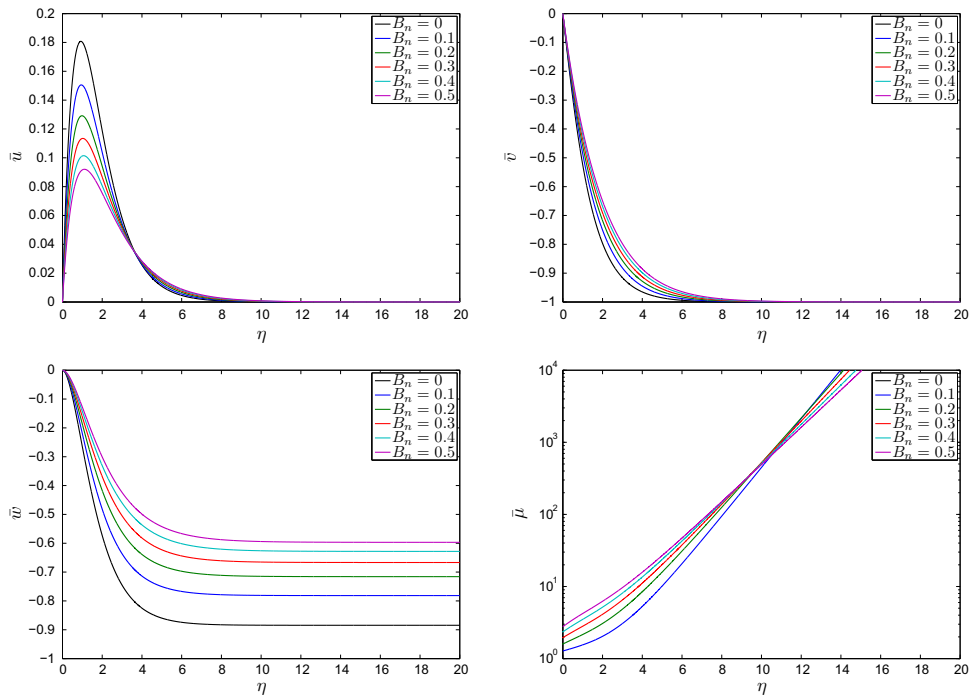 0.2
0.18
0.16
0.14
0.12
0.1
0.08
0.06
0.04
0.02
0
ū
0 2 4 6 8 10 12 14 16 18 20
η
B_n = 0
B_n = 0.1
B_n = 0.2
B_n = 0.3
B_n = 0.4
B_n = 0.5
0
−0.1
−0.2
−0.3
−0.4
−0.5
−0.6
−0.7
−0.8
−0.9
−1
v̄
0 2 4 6 8 10 12 14 16 18 20
η
B_n = 0
B_n = 0.1
B_n = 0.2
B_n = 0.3
B_n = 0.4
B_n = 0.5
0
−0.1
−0.2
−0.3
−0.4
−0.5
−0.6
−0.7
−0.8
−0.9
−1
w̄
0 2 4 6 8 10 12 14 16 18 20
η
B_n = 0
B_n = 0.1
B_n = 0.2
B_n = 0.3
B_n = 0.4
B_n = 0.5
10^4
10^3
10^2
10^1
10^0
μ̄
0 2 4 6 8 10 12 14 16 18 20
η
B_n = 0
B_n = 0.1
B_n = 0.2
B_n = 0.3
B_n = 0.4
B_n = 0.5